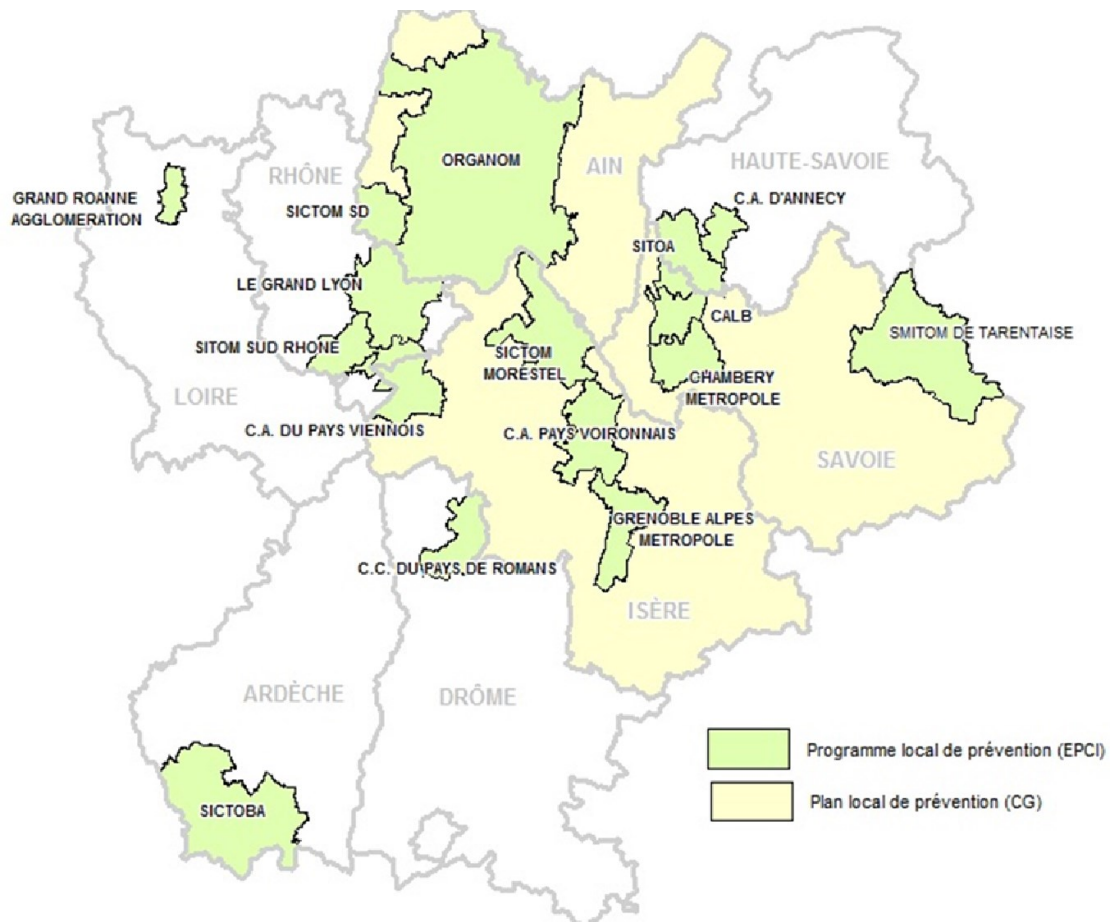 ORGANOM
AIN
HAUTE-SAVOIE
RHÔNE
GRAND ROANNE
AGGLOMERATION
SICTOM SD
C.A. D'ANNECY
SITOA
LE GRAND LYON
CALB
SMITOM DE TARENTAISE
SITOM SUD RHONE
SICTOM
MORESTEL
CHAMBERY
METROPOLE
LOIRE
C.A. DU PAYS VIENNOIS
C.A. PAYS VOIRONNAIS
SAVOIE
GRENOBLE ALPES
METROPOLE
C.C. DU PAYS DE ROMANS
ISÈRE
ARDÈCHE
DRÔME
Programme local de prévention (EPCI)
Plan local de prévention (CG)
SICTOBA